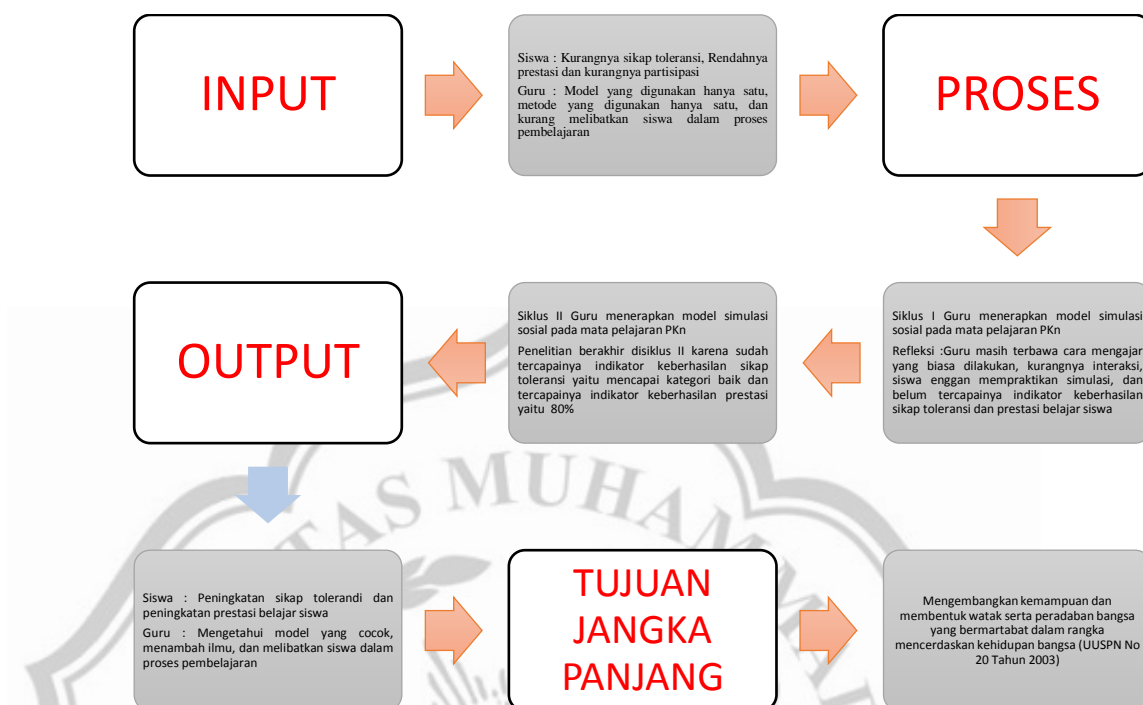 INPUT
Siswa : Kurangnya sikap toleransi, Rendahnya
prestasi dan kurangnya partisipasi
Guru : Model yang digunakan hanya satu,
metode yang digunakan hanya satu, dan
kurang melibatkan siswa dalam proses
pembelajaran
PROSES
Siklus I Guru menerapkan model simulasi
sosial pada mata pelajaran PKn
Refleksi :Guru masih terbawa cara mengajar
yang biasa dilakukan, kurangnya interaksi,
siswa enggan mempraktikan simulasi, dan
belum tercapainya indikator keberhasilan
sikap toleransi dan prestasi belajar siswa
Siklus II Guru menerapkan model simulasi
sosial pada mata pelajaran PKn
Penelitian berakhir disiklus II karena sudah
tercapainya indikator keberhasilan sikap
toleransi yaitu mencapai kategori baik dan
tercapainya indikator keberhasilan prestasi
yaitu 80%
OUTPUT
Siswa : Peningkatan sikap tolerandi dan
peningkatan prestasi belajar siswa
Guru : Mengetahui model yang cocok,
menambah ilmu, dan melibatkan siswa dalam
proses pembelajaran
TUJUAN
JANGKA
PANJANG
Mengembangkan kemampuan dan
membentuk watak serta peradaban bangsa
yang bermartabat dalam rangka
mencerdaskan kehidupan bangsa (UUSPN No
20 Tahun 2003)
TAS MUHAMMA